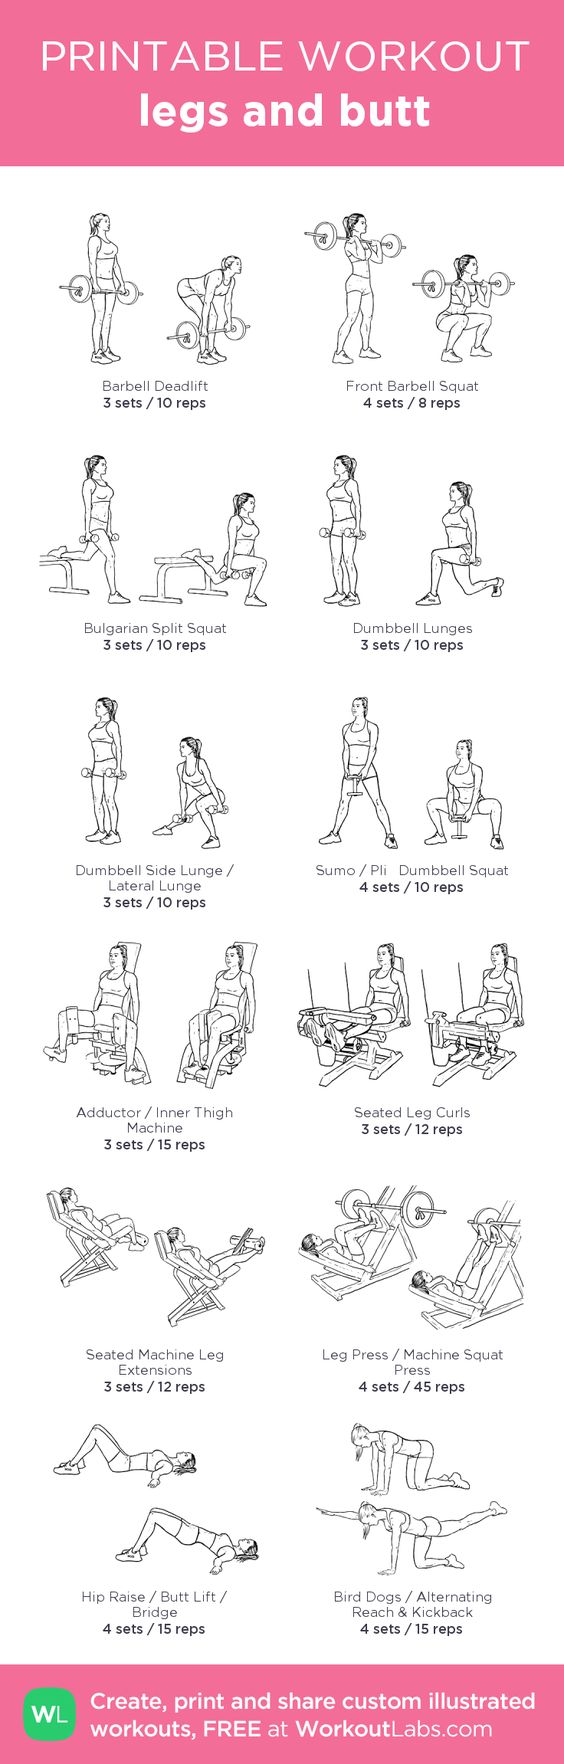 PRINTABLE WORKOUT
legs and butt
Barbell Deadlift
3 sets / 10 reps
Front Barbell Squat
4 sets / 8 reps
Bulgarian Split Squat
3 sets / 10 reps
Dumbbell Lunges
3 sets / 10 reps
Dumbbell Side Lunge /
Lateral Lunge
3 sets / 10 reps
Sumo / Pli Dumbbell Squat
4 sets / 10 reps
Adductor / Inner Thigh
Machine
3 sets / 15 reps
Seated Leg Curls
3 sets / 12 reps
Seated Machine Leg
Extensions
3 sets / 12 reps
Leg Press / Machine Squat
Press
4 sets / 45 reps
Hip Raise / Butt Lift /
Bridge
4 sets / 15 reps
Bird Dogs / Alternating
Reach & Kickback
4 sets / 15 reps
WL
Create, print and share custom illustrated
workouts, FREE at WorkoutLabs.com